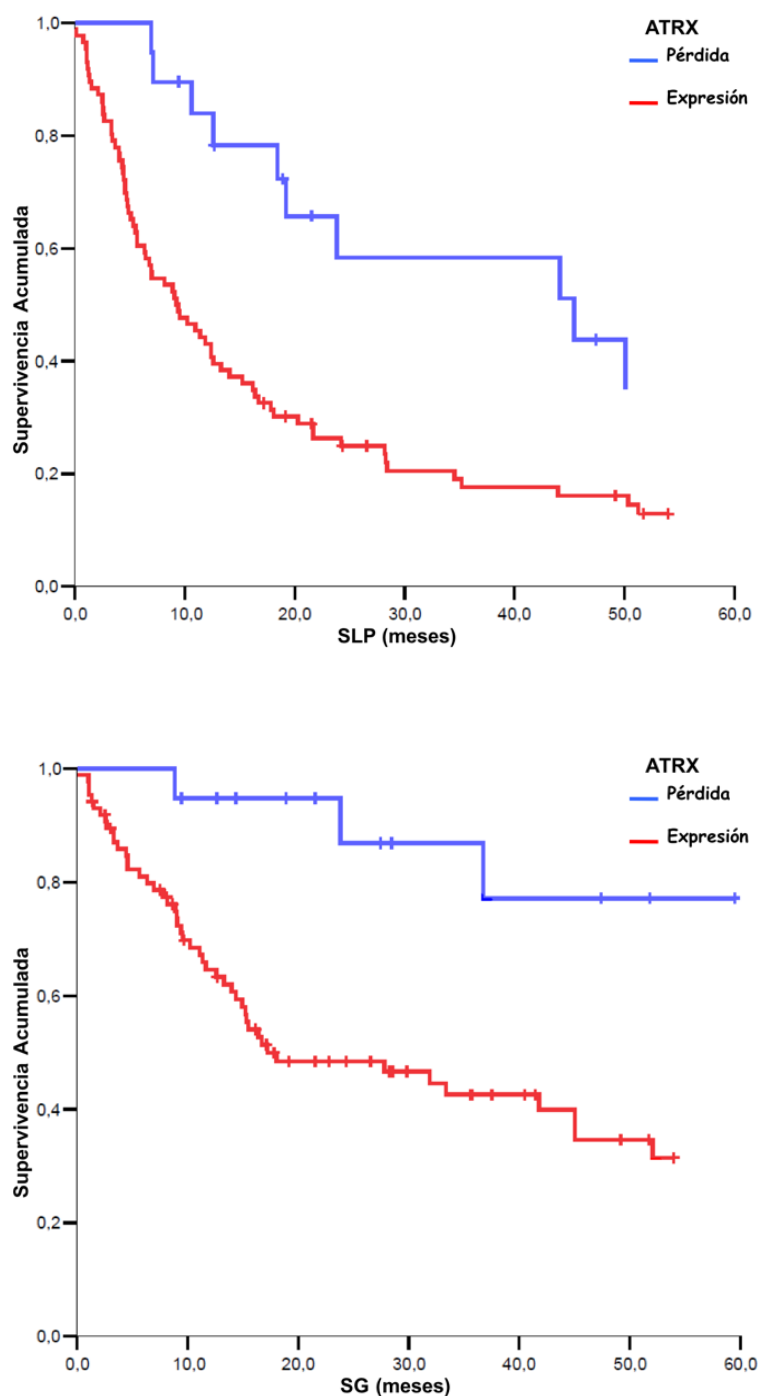 1,0
0,8
0,6
0,4
0,2
0,0
Supervivencia Acumulada
ATRX
Pérdida
Expresión
0,0 10,0 20,0 30,0 40,0 50,0 60,0
SLP (meses)
1,0
0,8
0,6
0,4
0,2
0,0
Supervivencia Acumulada
ATRX
Pérdida
Expresión
0,0 10,0 20,0 30,0 40,0 50,0 60,0
SG (meses)